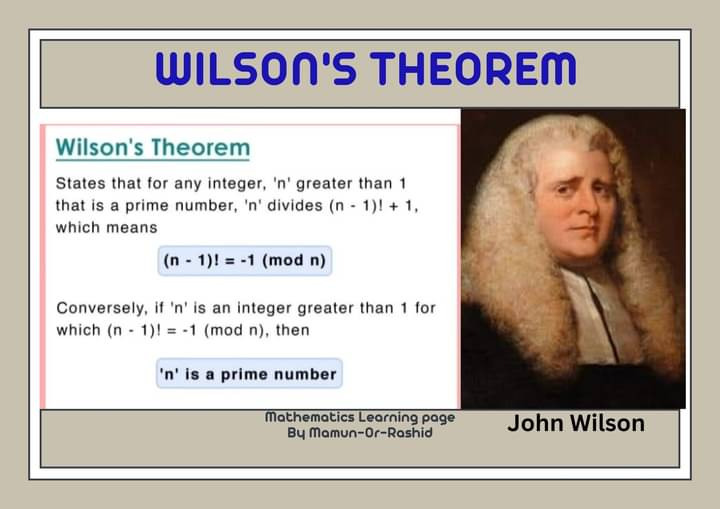 WILSON'S THEOREM
Wilson's Theorem
States that for any integer, 'n' greater than 1
that is a prime number, 'n' divides (n - 1)! + 1,
which means
(n - 1)! = -1 (mod n)
Conversely, if 'n' is an integer greater than 1 for
which (n - 1)! = -1 (mod n), then
'n' is a prime number
Mathematics Learning page
By Mamun-Or-Rashid
John Wilson